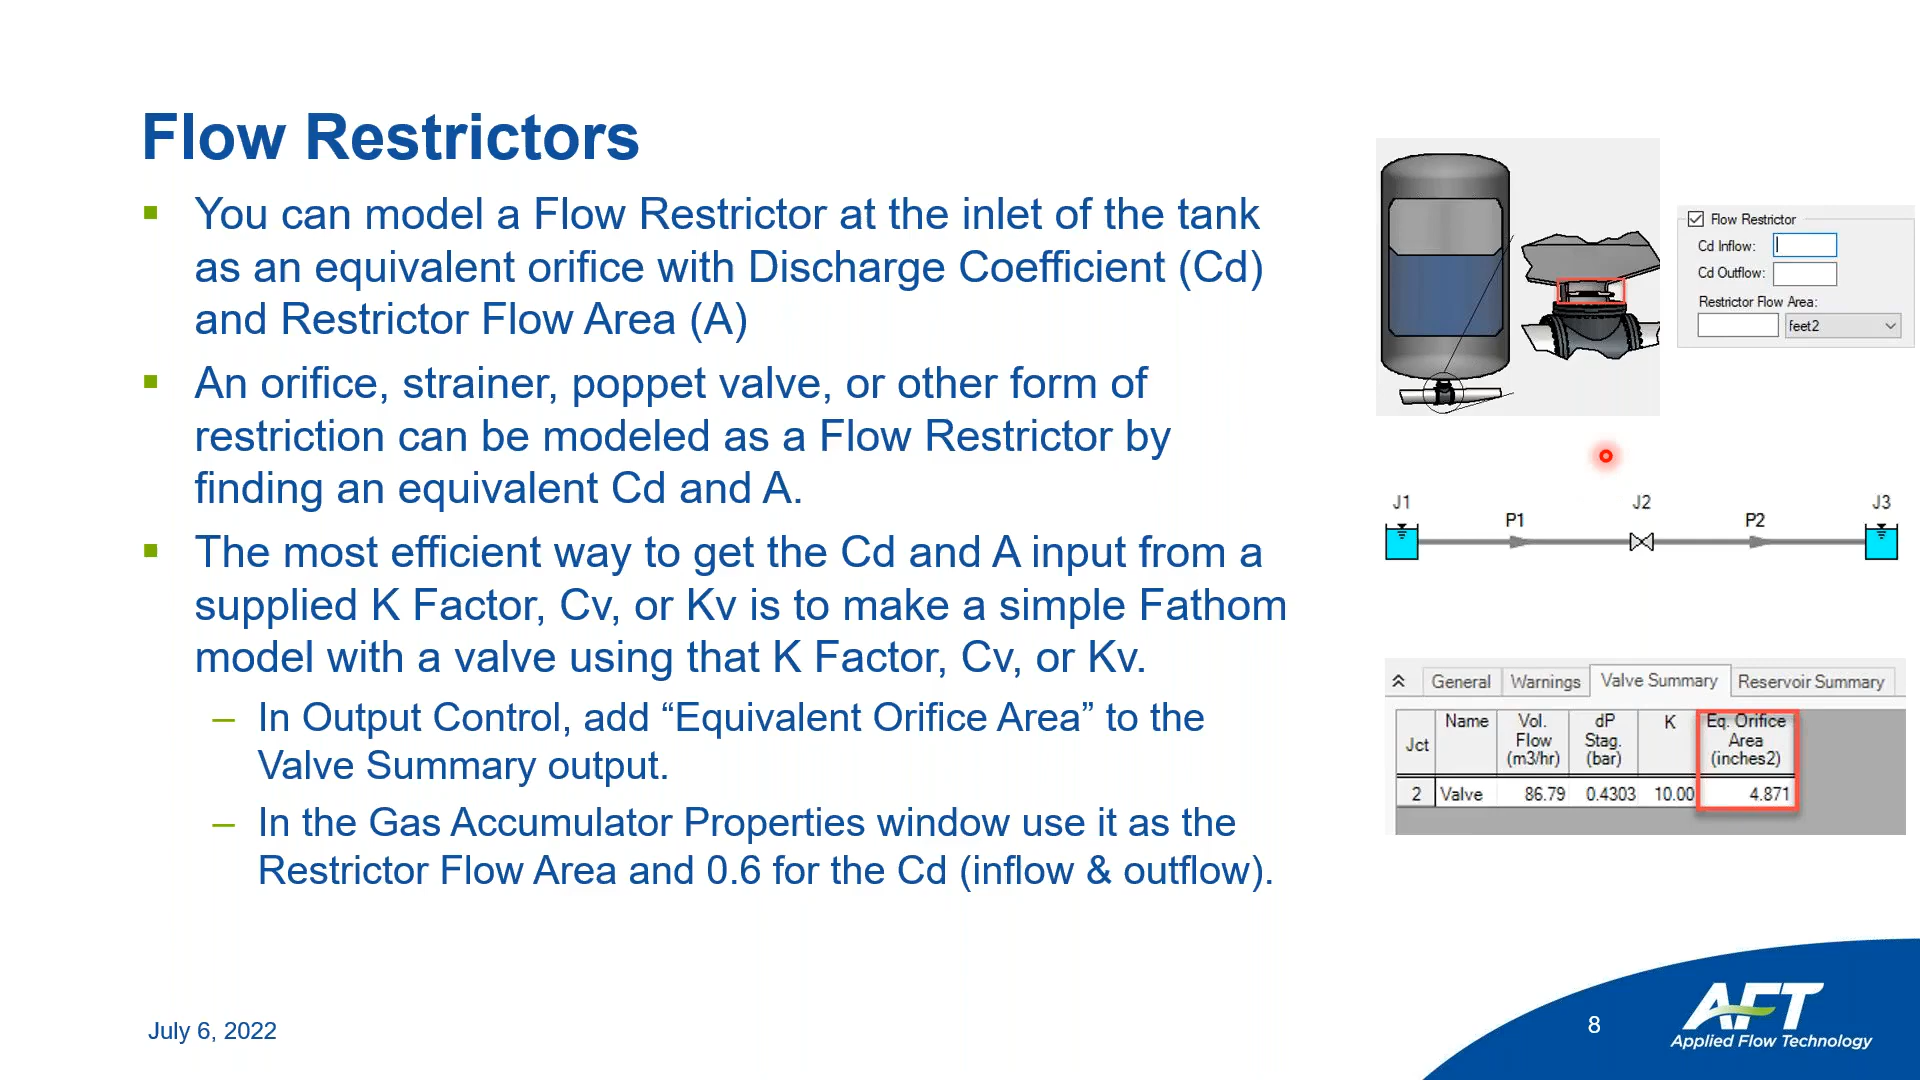 Flow Restrictors
You can model a Flow Restrictor at the inlet of the tank
as an equivalent orifice with Discharge Coefficient (Cd)
and Restrictor Flow Area (A)
An orifice, strainer, poppet valve, or other form of
restriction can be modeled as a Flow Restrictor by
finding an equivalent Cd and A.
The most efficient way to get the Cd and A input from a
supplied K Factor, Cv, or Kv is to make a simple Fathom
model with a valve using that K Factor, Cv, or Kv.
– In Output Control, add “Equivalent Orifice Area” to the
Valve Summary output.
– In the Gas Accumulator Properties window use it as the
Restrictor Flow Area and 0.6 for the Cd (inflow & outflow).
Flow Restrictor
Cd Inflow:
Cd Outflow:
Restrictor Flow Area:
feet2
J1 J2 J3
P1 P2
General Warnings Valve Summary Reservoir Summary
Jct Name Vol. Flow (m3/hr) dP Stag. (bar) K Eq. Orifice Area (inches2)
2 Valve 86.79 0.4303 10.00 4.871
July 6, 2022
8
AFT
Applied Flow Technology